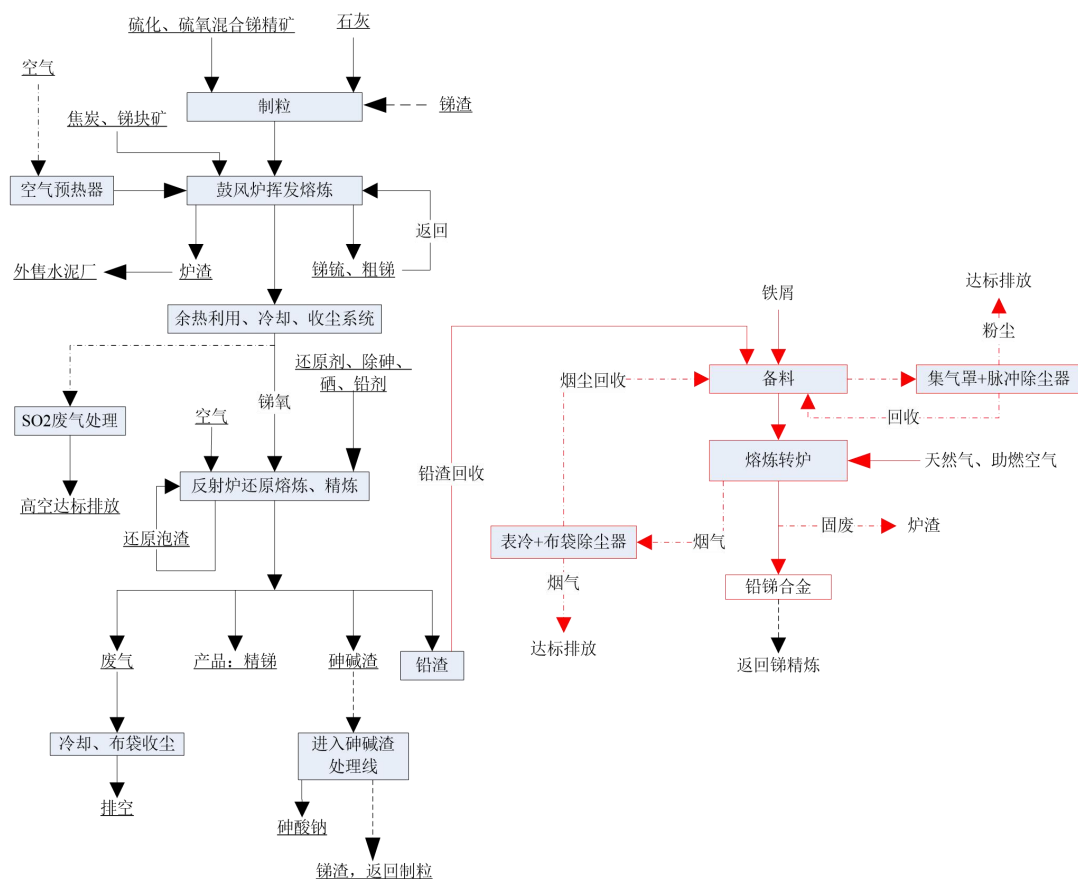 硫化、硫氧混合锑精矿
石灰
空气
制粒
锑渣
焦炭、锑块矿
空气预热器
鼓风炉挥发熔炼
返回
外售水泥厂
炉渣
锑锍、粗锑
余热利用、冷却、收尘系统
还原剂、除砷、
硒、铅剂
锑氧
SO2废气处理
空气
高空达标排放
反射炉还原熔炼、精炼
还原泡渣
废气
产品：精锑
砷碱渣
铅渣
冷却、布袋收尘
进入砷碱渣
处理线
排空
砷酸钠
锑渣，返回制粒
铅渣回收
铁屑
达标排放
粉尘
烟尘回收
备料
集气罩+脉冲除尘器
回收
熔炼转炉
天然气、助燃空气
固废
炉渣
表冷+布袋除尘器
烟气
烟气
铅锑合金
达标排放
返回锑精炼